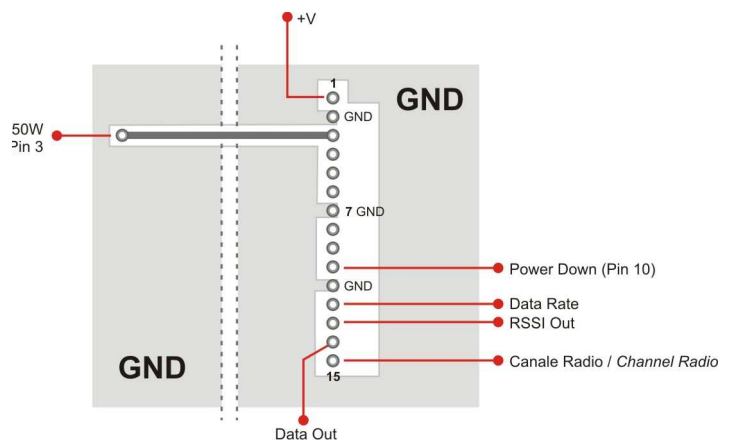 +V
1
GND
GND
50W
Pin 3
7 GND
Power Down (Pin 10)
GND
Data Rate
RSSI Out
Canale Radio / Channel Radio
GND
15
Data Out